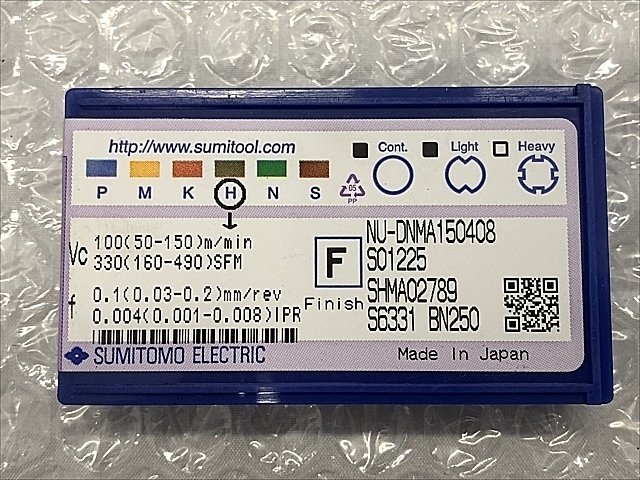 http://www.sumitool.com
Cont. Light Heavy
P M K H N S
05
PP
Vc 100(50-150)m/min
330(160-490)SFM
f 0.1(0.03-0.2)mm/rev
0.004(0.001-0.008)IPR
F
Finish
NU-DNMA150408
S01225
SHMA02789
S6331 BN250
SUMITOMO ELECTRIC
Made In Japan